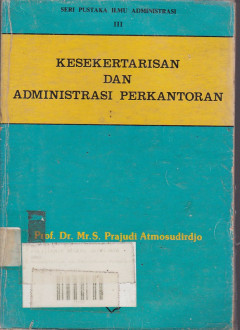 SERI PUSTAKA ILMU ADMINISTRASI
III
KESEKERTARISAN
DAN
ADMINISTRASI PERKANTORAN
Prof. Dr. Mr.S. Prajudi Atmosudirdjo